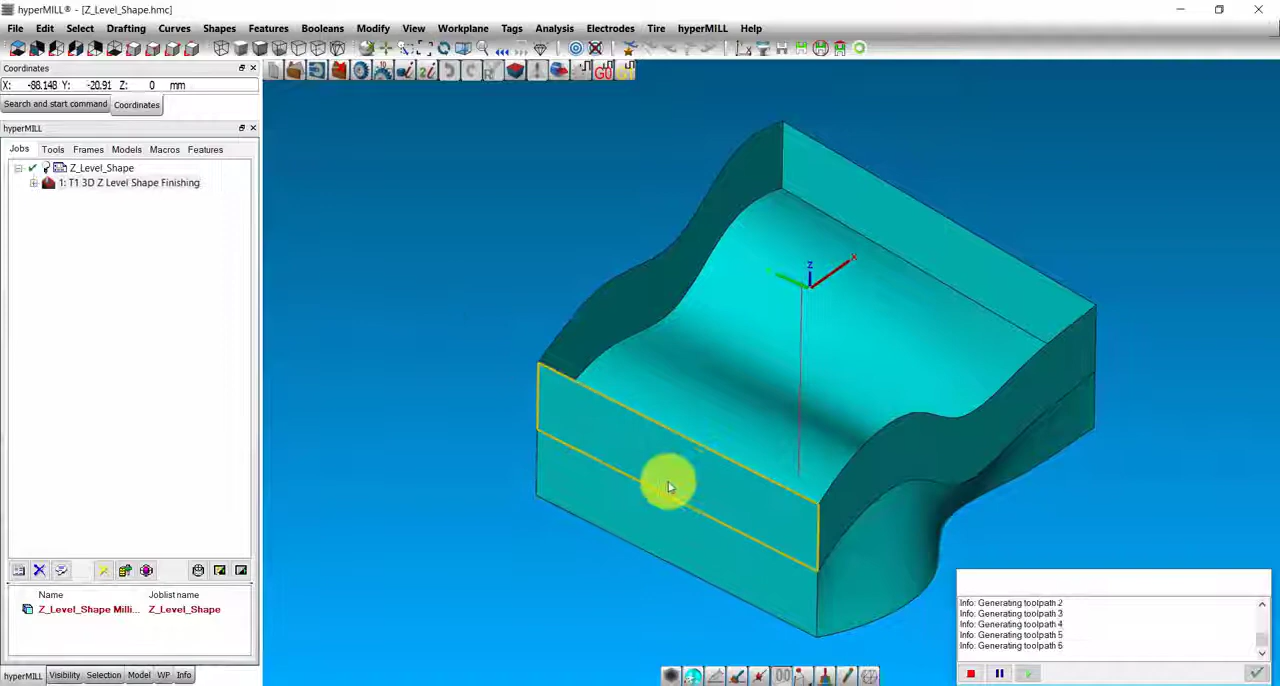 hyperMILL® - [Z_Level_Shape.hmc]
File Edit Select Drafting Curves Shapes Features Booleans Modify View Workplane Tags Analysis Electrodes Tire hyperMILL Help
Coordinates
X: -88.148 Y: -20.91 Z: 0 mm
Search and start command Coordinates
hyperMILL
Jobs Tools Frames Models Macros Features
Z_Level_Shape
1: T1 3D Z Level Shape Finishing
Z
X
Name Joblist name
Z_Level_Shape Milli... Z_Level_Shape
hyperMILL Visibility Selection Model WP Info
Info: Generating toolpath 2
Info: Generating toolpath 3
Info: Generating toolpath 4
Info: Generating toolpath 5
Info: Generating toolpath 6